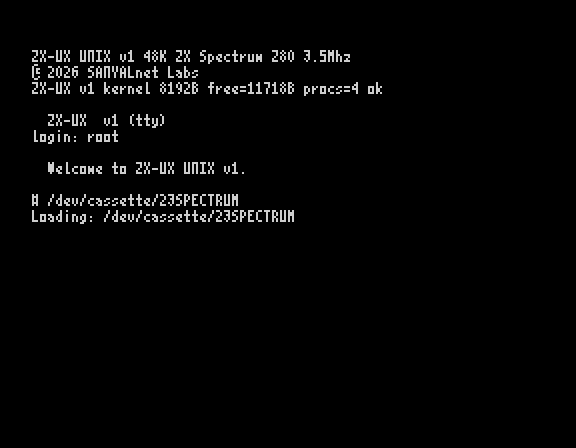 ZX-UX UNIX v1 48K ZX Spectrum Z80 3.5Mhz
© 2026 SANYALnet Labs
ZX-UX v1 kernel 8192B free=11718B procs=4 ok
ZX-UX  v1 (tty)
login: root
Welcome to ZX-UX UNIX v1.
# /dev/cassette/23SPECTRUM
Loading: /dev/cassette/23SPECTRUM